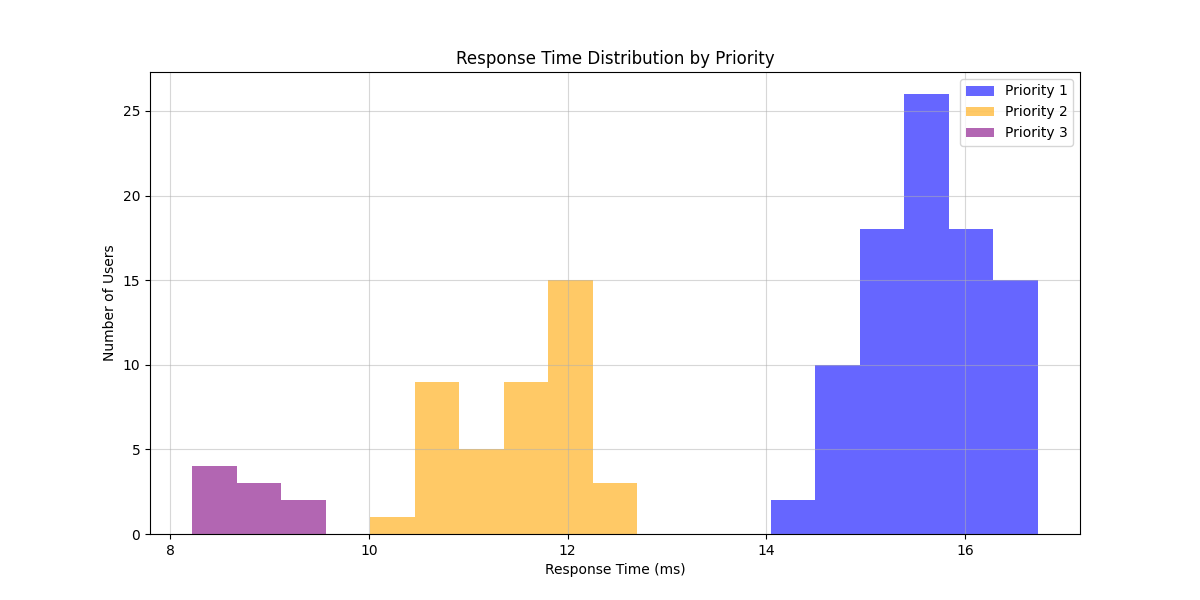 Response Time Distribution by Priority
Number of Users
25
20
15
10
5
0
Priority 1
Priority 2
Priority 3
8 10 12 14 16
Response Time (ms)